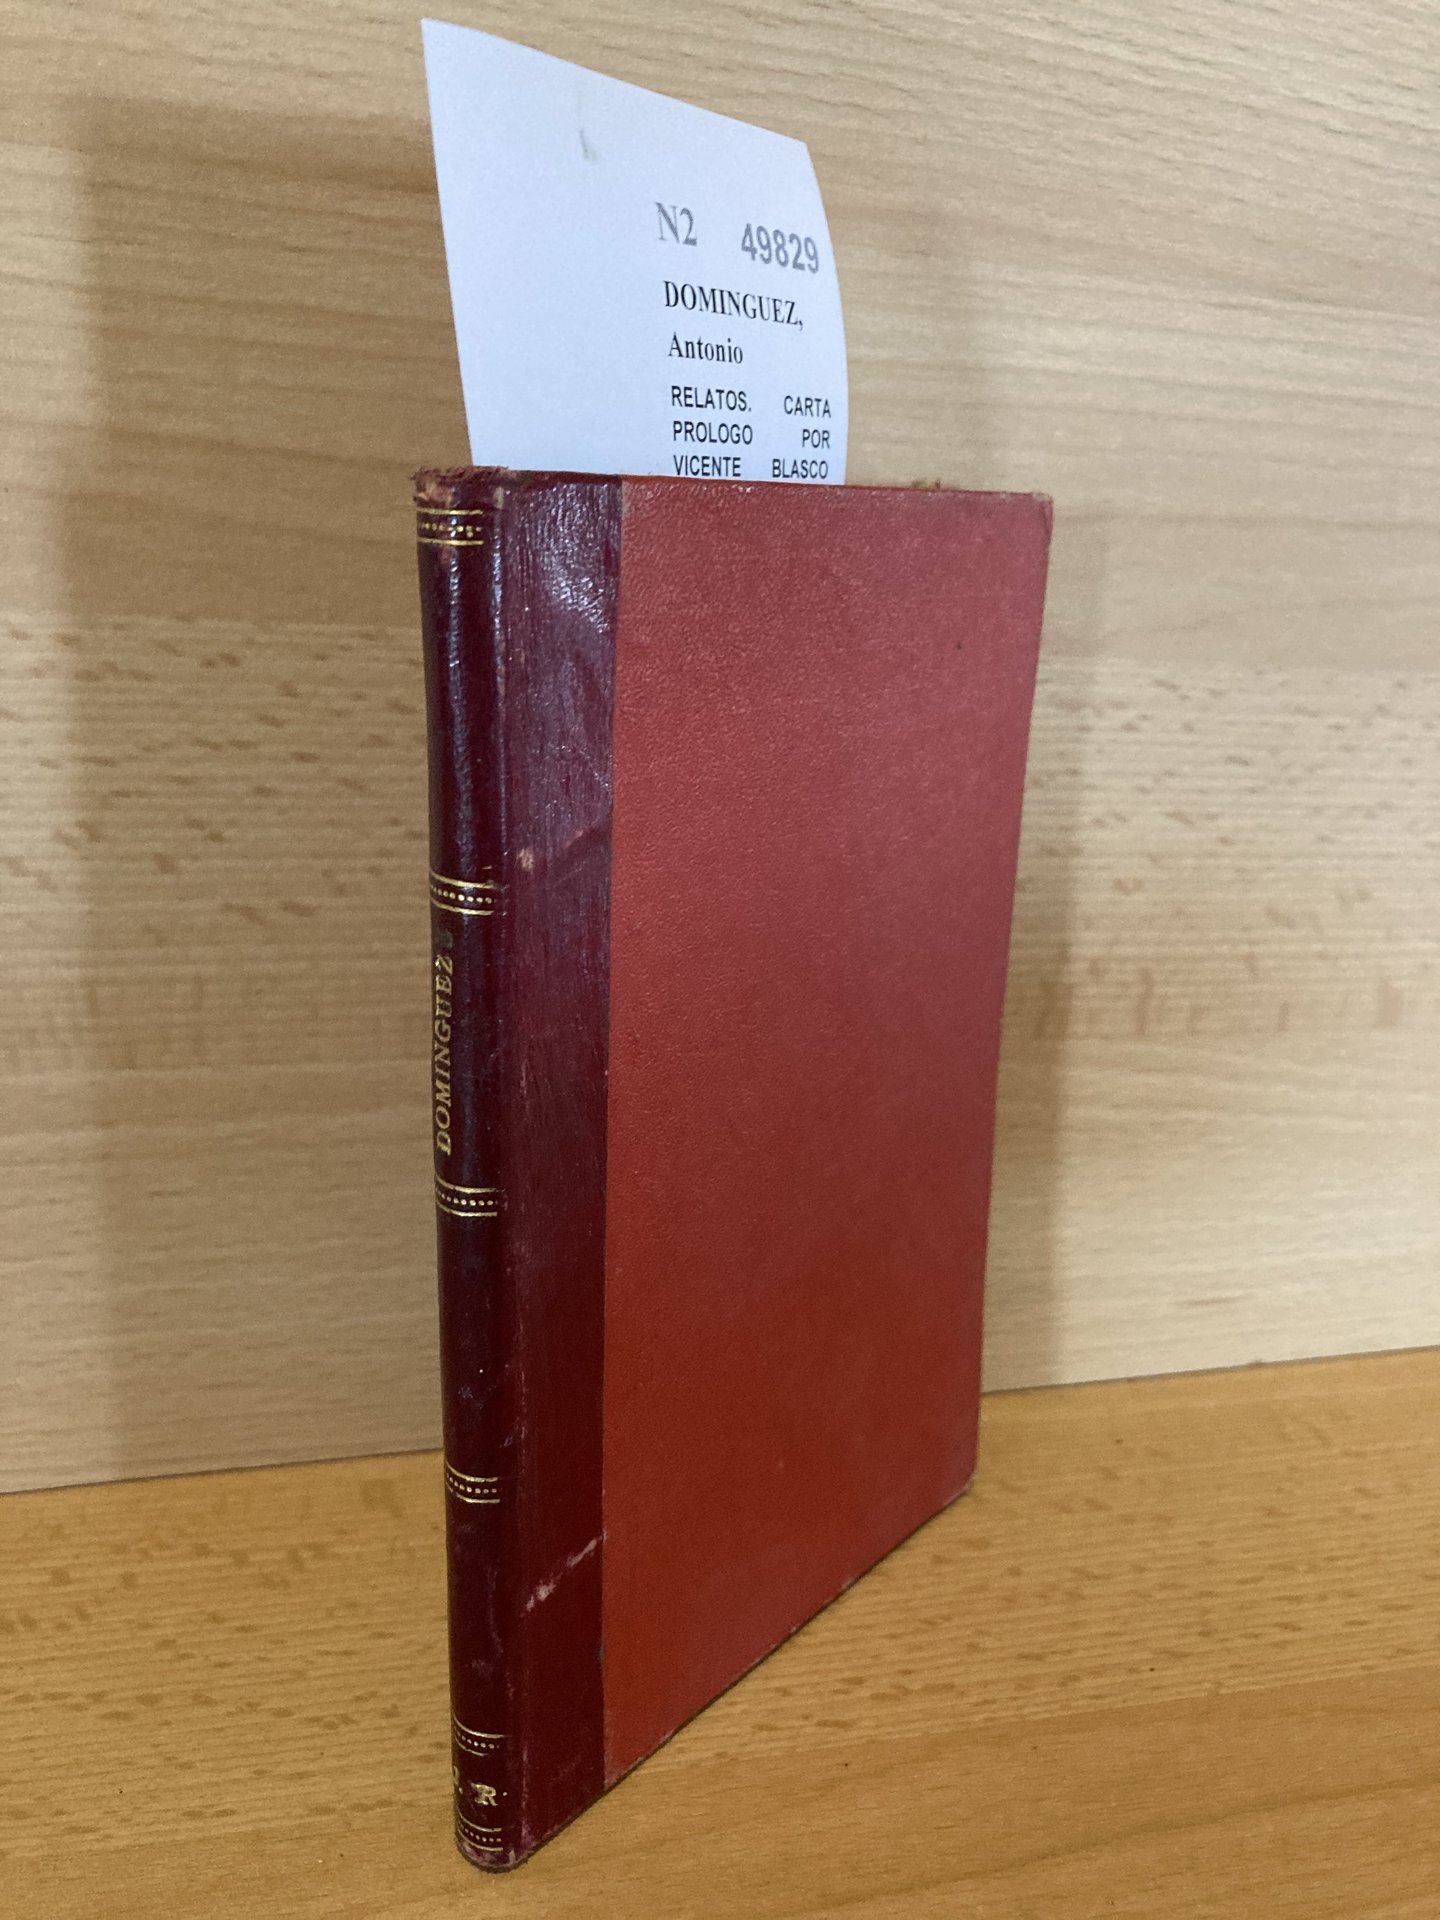 N2 49829
DOMINGUEZ,
Antonio
RELATOS. CARTA
PROLOGO POR
VICENTE BLASCO
DOMINGUEZ
R.